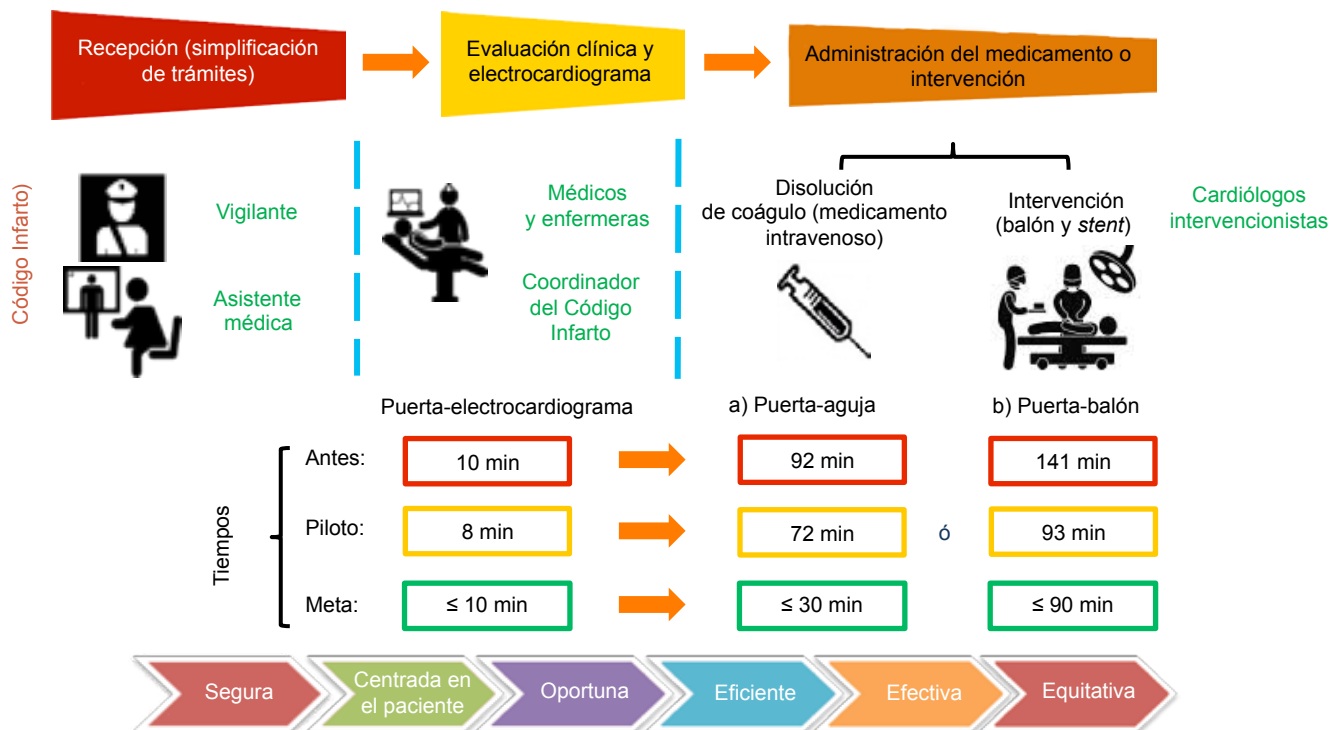 Recepción (simplificación
de trámites)
Evaluación clínica y
electrocardiograma
Administración del medicamento o
intervención
Código Infarto)
Vigilante
Asistente
médica
Médicos
y enfermeras
Coordinador
del Código
Infarto
Disolución
de coágulo (medicamento
intravenoso)
Intervención
(balón y stent)
Cardiólogos
intervencionistas
Puerta-electrocardiograma
a) Puerta-aguja
b) Puerta-balón
Tiempos
Antes:
10 min
92 min
141 min
Piloto:
8 min
72 min
ó
93 min
Meta:
≤ 10 min
≤ 30 min
≤ 90 min
Segura
Centrada en
el paciente
Oportuna
Eficiente
Efectiva
Equitativa